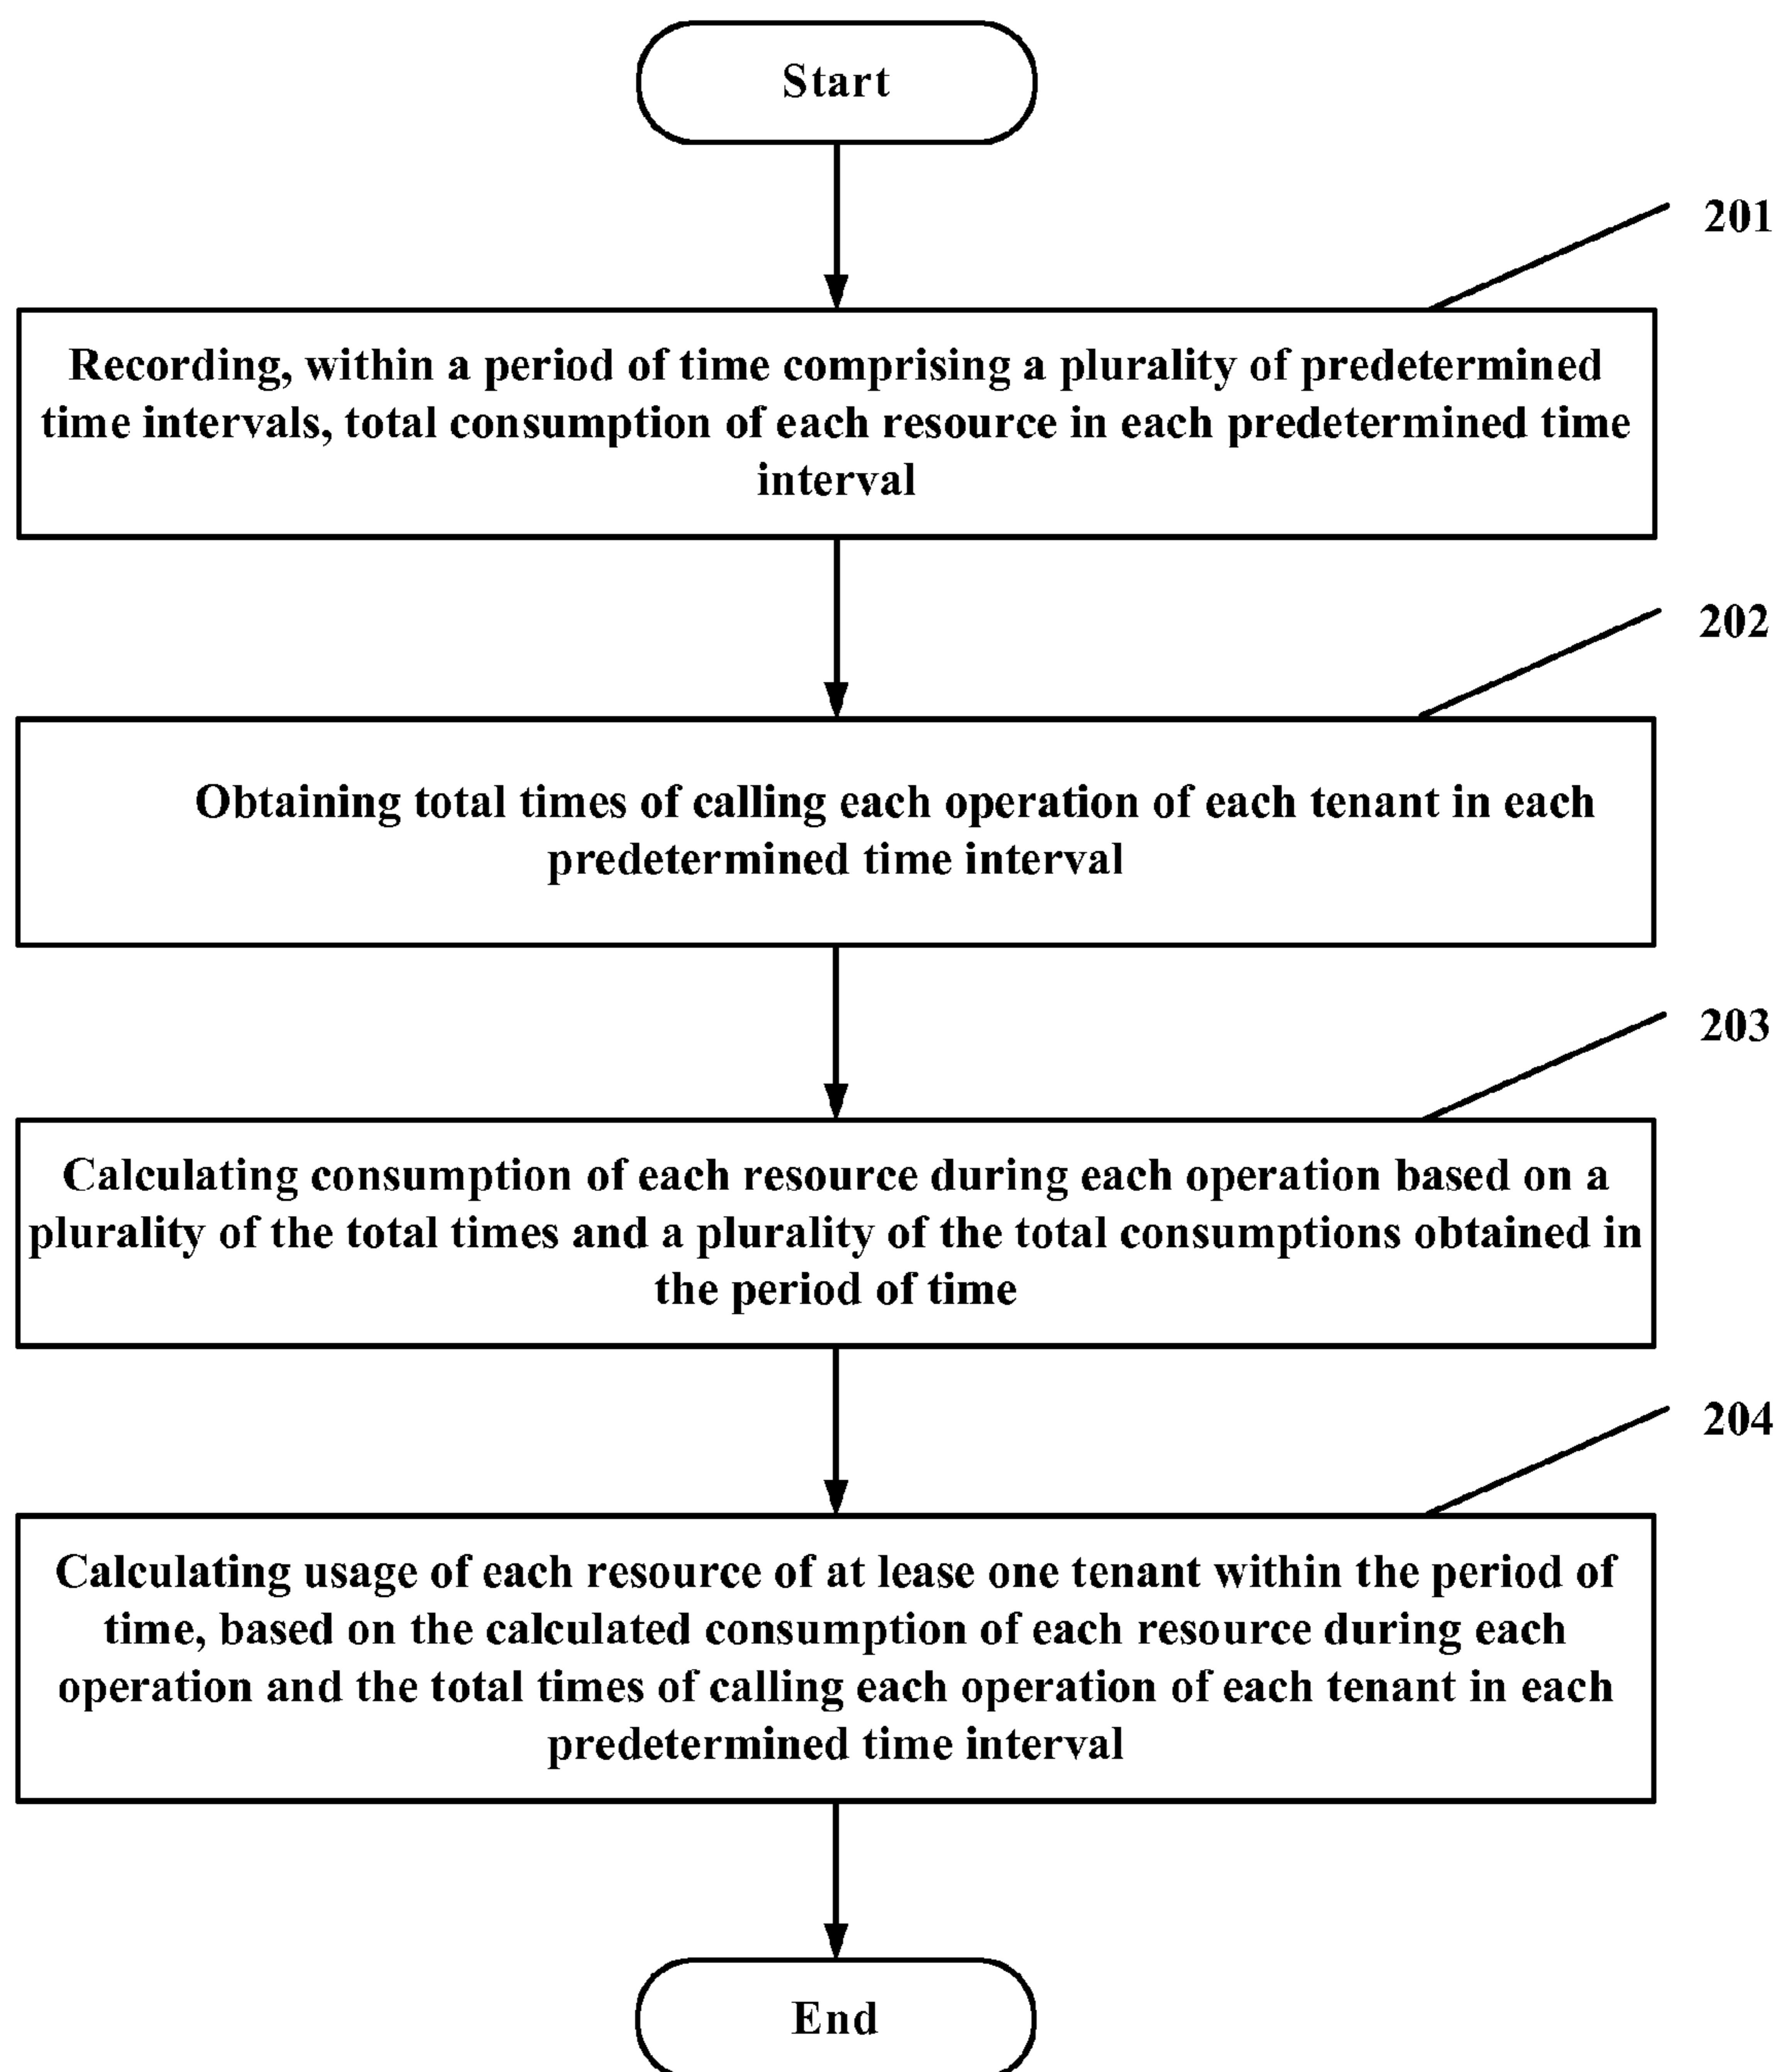 Start
201
Recording, within a period of time comprising a plurality of predetermined
time intervals, total consumption of each resource in each predetermined time
interval
202
Obtaining total times of calling each operation of each tenant in each
predetermined time interval
203
Calculating consumption of each resource during each operation based on a
plurality of the total times and a plurality of the total consumptions obtained in
the period of time
204
Calculating usage of each resource of at lease one tenant within the period of
time, based on the calculated consumption of each resource during each
operation and the total times of calling each operation of each tenant in each
predetermined time interval
End